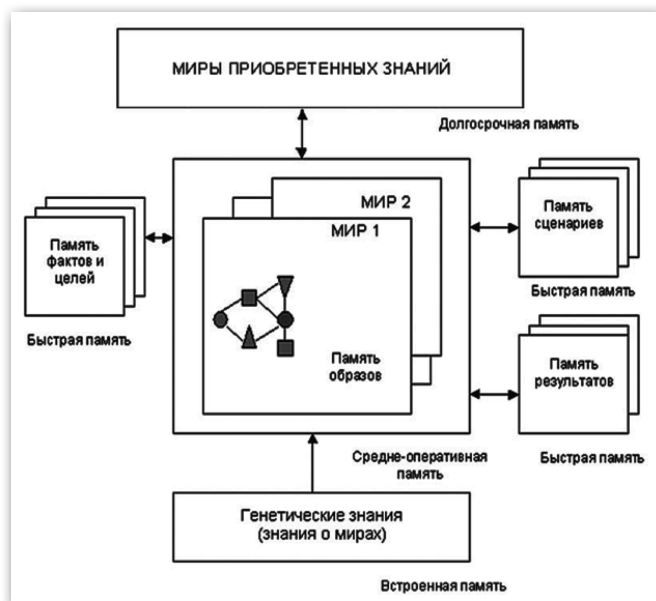 МИРЫ ПРИОБРЕТЕННЫХ ЗНАНИЙ
Долгосрочная память
МИР 2
МИР 1
Память
образов
Память
фактов и
целей
Быстрая память
Память
сценариев
Быстрая память
Память
результатов
Быстрая память
Средне-оперативная
память
Генетические знания
(знания о мирах)
Встроенная память